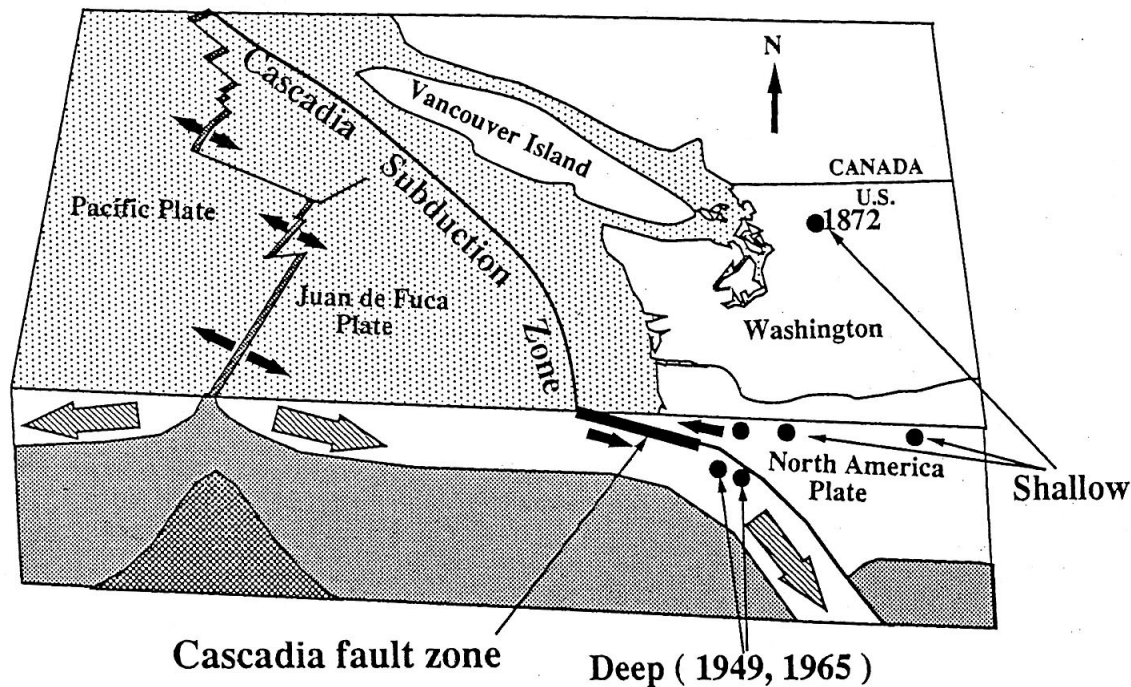 N
Cascadia
Subduction
Zone
Vancouver Island
CANADA
U.S.
1872
Pacific Plate
Juan de Fuca
Plate
Washington
North America
Plate
Shallow
Cascadia fault zone
Deep ( 1949, 1965 )